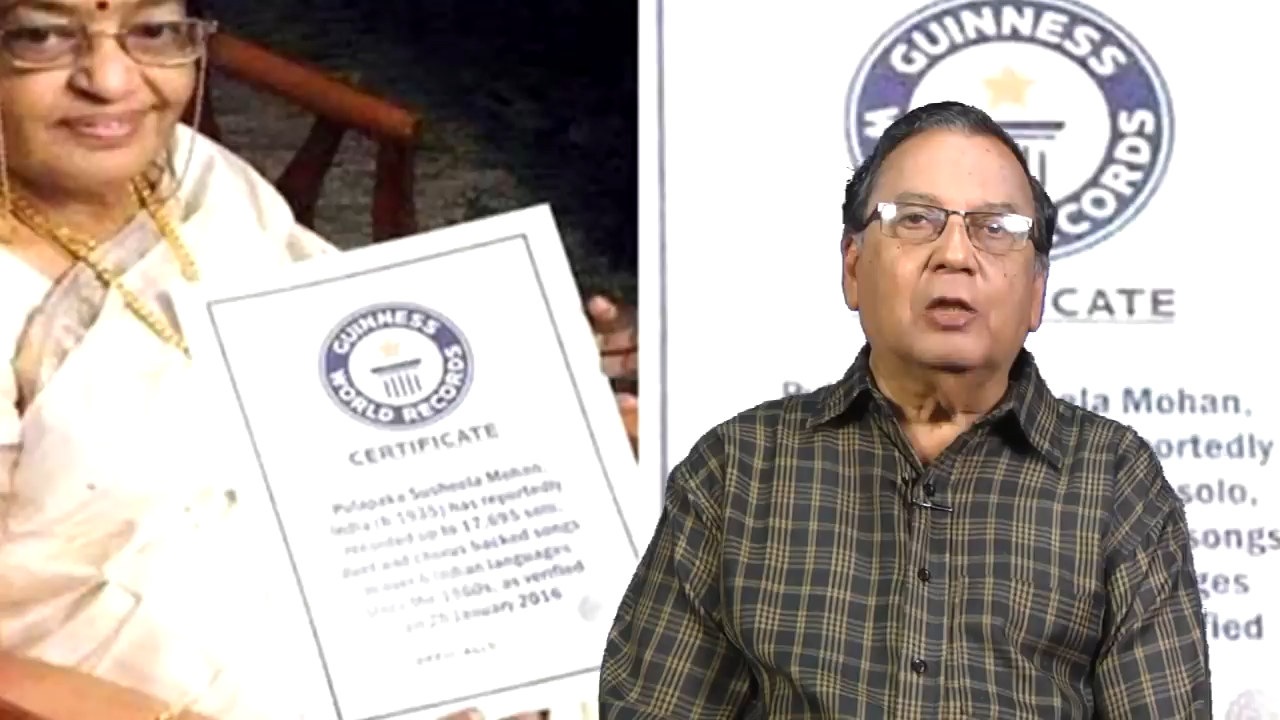 GUINNESS
WORLD RECORDS
CERTIFICATE
Pulapaka Susheela Mohan,
India (b 1935) has reportedly
recorded up to 17,695 solo,
duet and chorus backed songs
in over 6 Indian languages
since the 1960s, as verified
on 28 January 2016
GUINNESS
W RECORDS
CATE
ela Mohan,
ortedly
solo,
songs
ges
fied